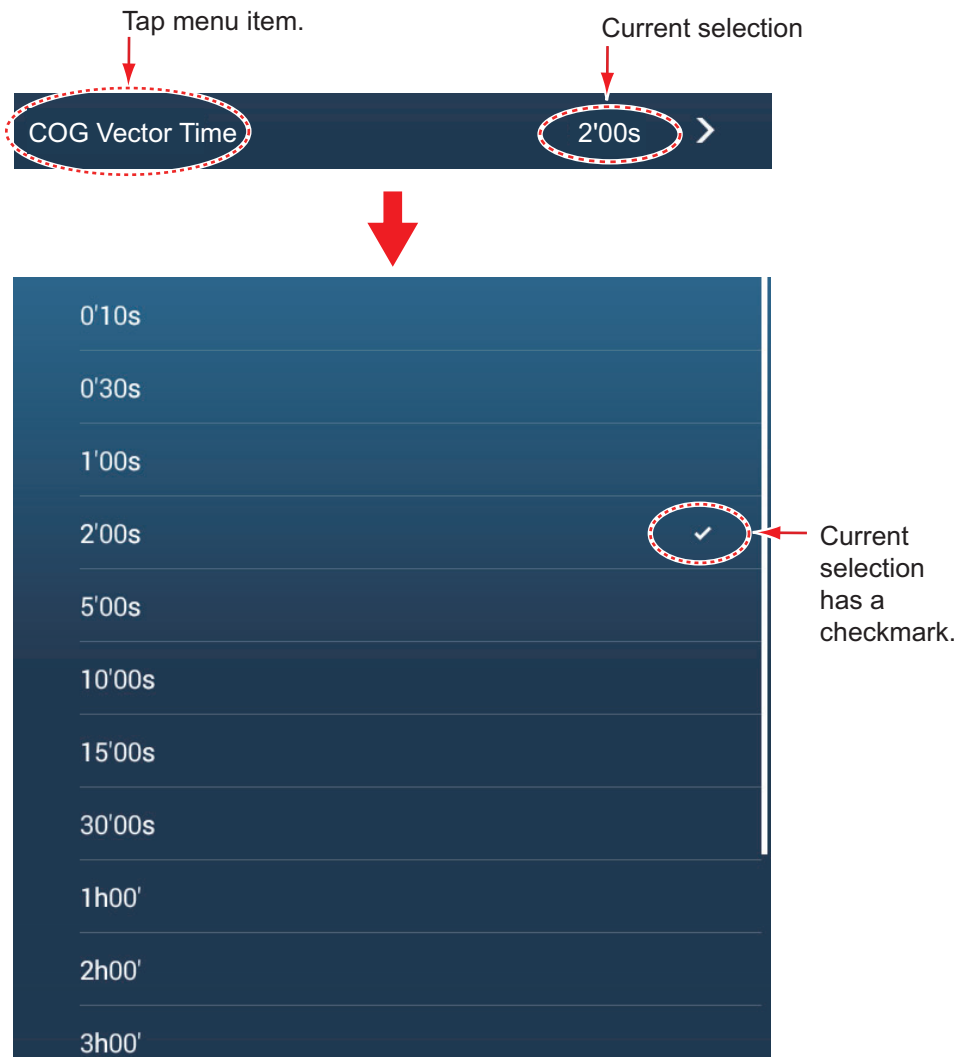 Tap menu item.
Current selection
COG Vector Time
2'00s
0'10s
0'30s
1'00s
2'00s
Current
selection
has a
checkmark.
5'00s
10'00s
15'00s
30'00s
1h00'
2h00'
3h00'